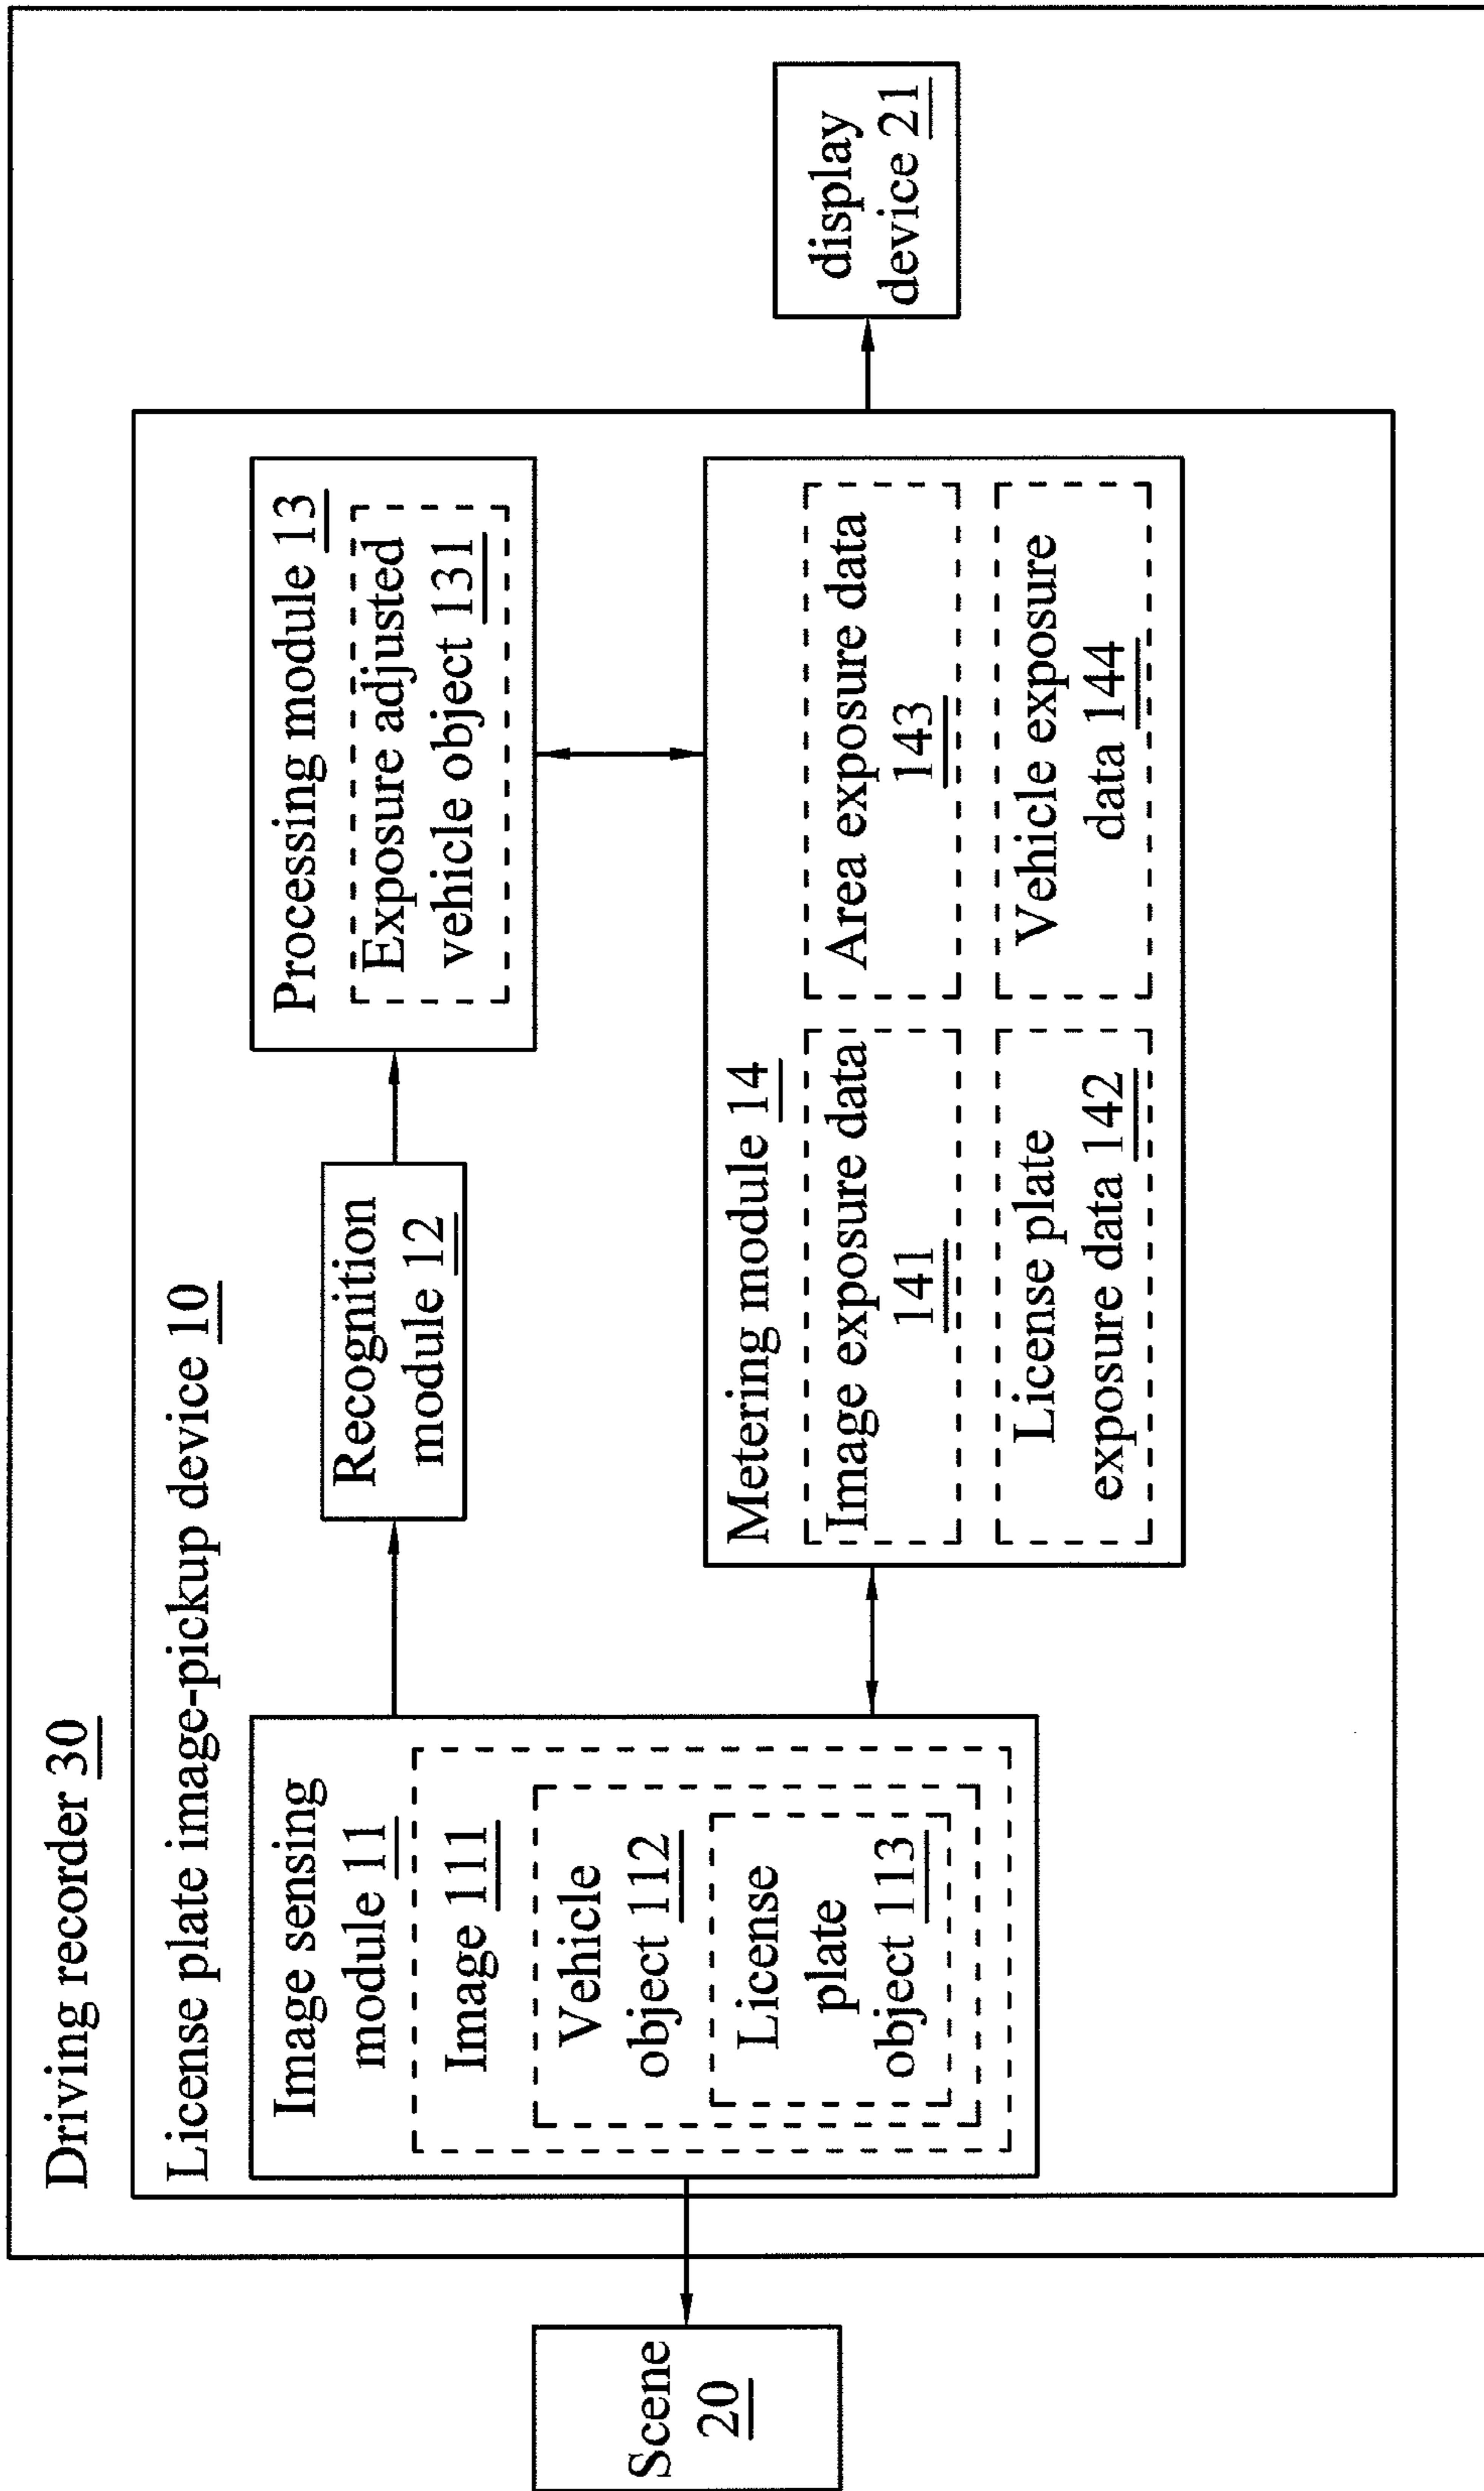 Driving recorder 30
License plate image-pickup device 10
Scene
20
Image sensing
module 11
Image 111
Vehicle
object 112
License
plate
object 113
Recognition
module 12
Processing module 13
Exposure adjusted
vehicle object 131
Metering module 14
Image exposure data
141
Area exposure data
143
License plate
exposure data 142
Vehicle exposure
data 144
display
device 21